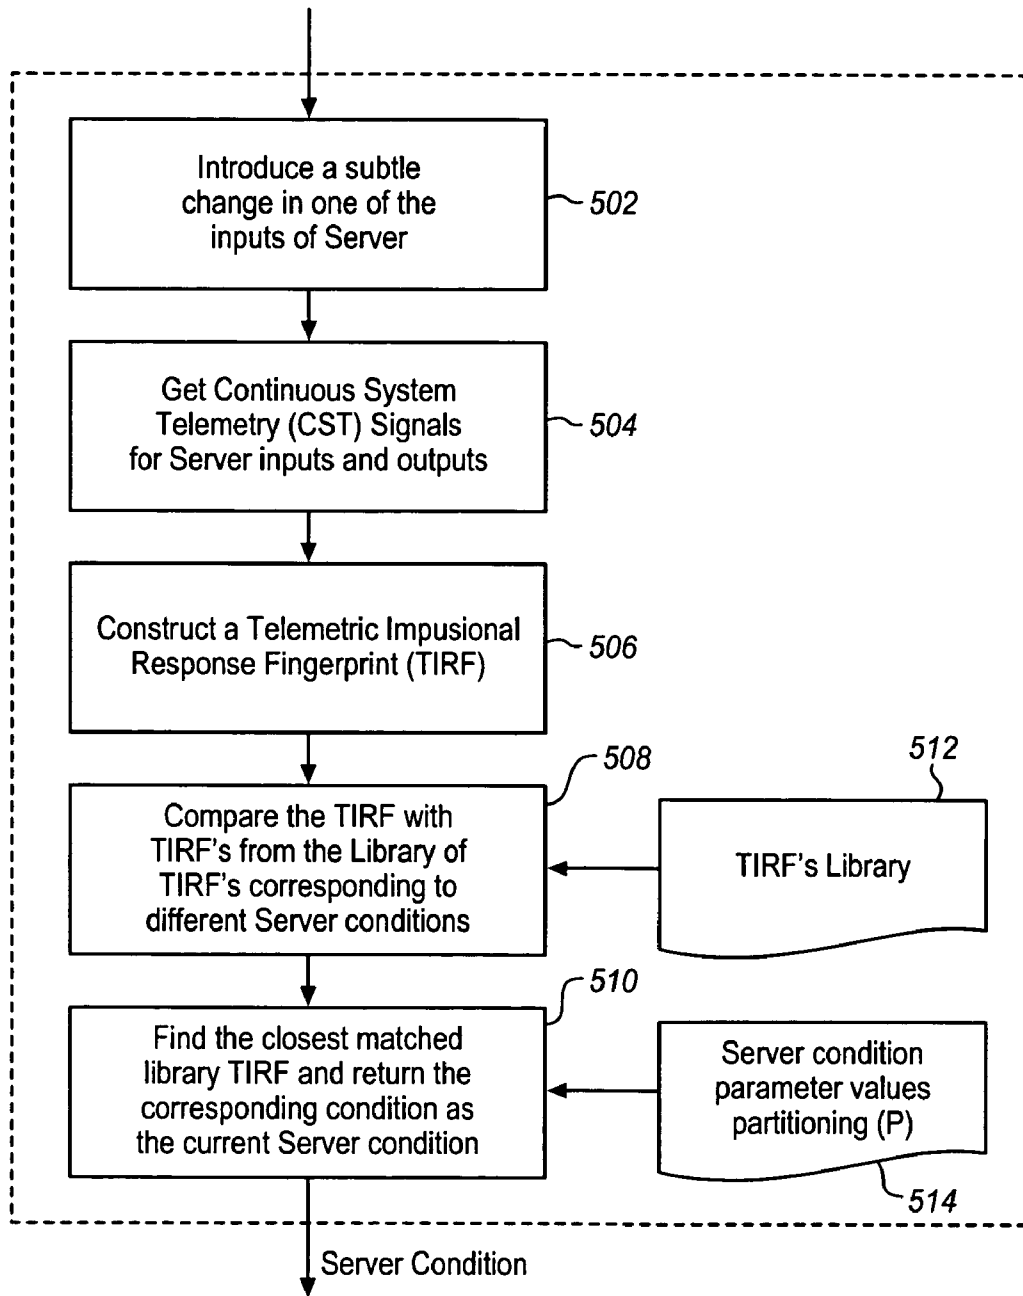 Introduce a subtle
change in one of the
inputs of Server
502
Get Continuous System
Telemetry (CST) Signals
for Server inputs and outputs
504
Construct a Telemetric Impusional
Response Fingerprint (TIRF)
506
508
Compare the TIRF with
TIRF's from the Library of
TIRF's corresponding to
different Server conditions
512
TIRF's Library
510
Find the closest matched
library TIRF and return the
corresponding condition as
the current Server condition
Server condition
parameter values
partitioning (P)
514
Server Condition